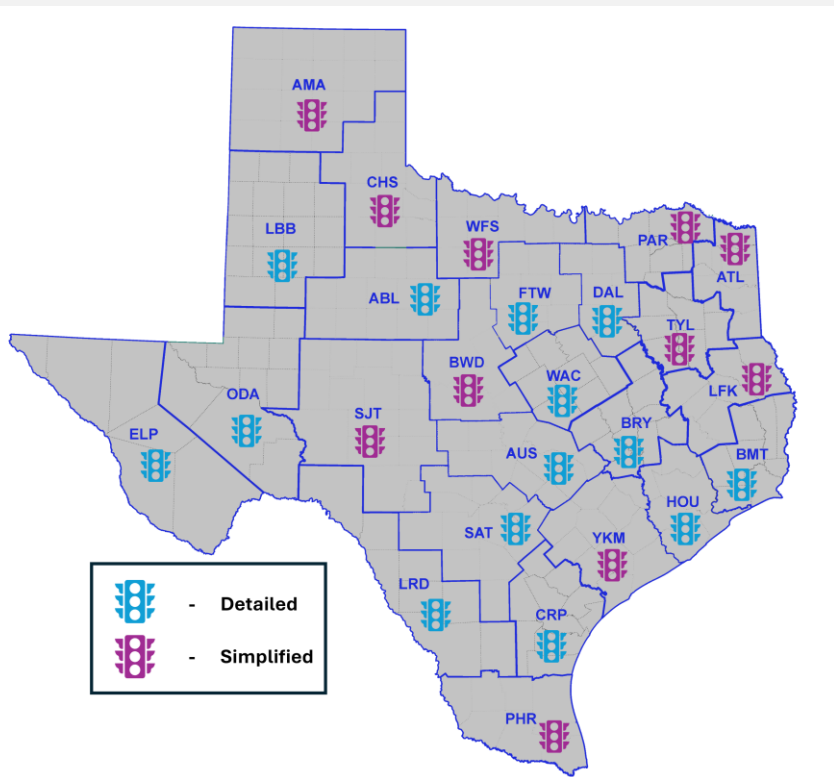 AMA
CHS
LBB
WFS
PAR
ATL
ABL
FTW
DAL
TYL
BWD
WAC
LFK
ODA
SJT
ELP
BRY
AUS
BMT
HOU
SAT
YKM
LRD
CRP
PHR
- Detailed
- Simplified